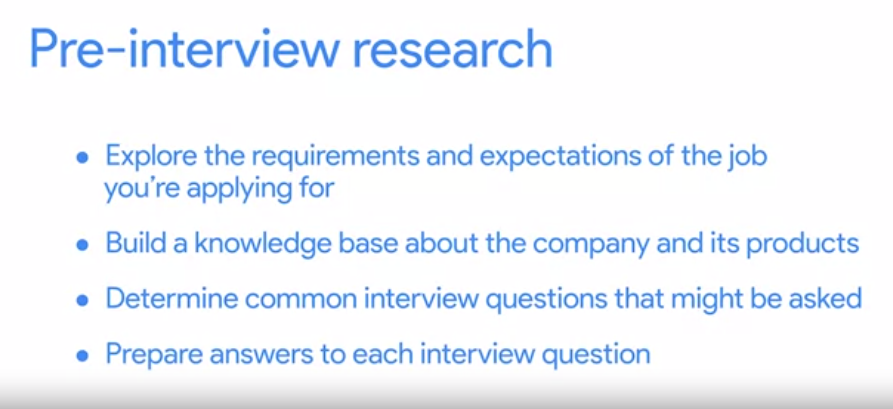 Pre-interview research
● Explore the requirements and expectations of the job
you're applying for
● Build a knowledge base about the company and its products
● Determine common interview questions that might be asked
● Prepare answers to each interview question